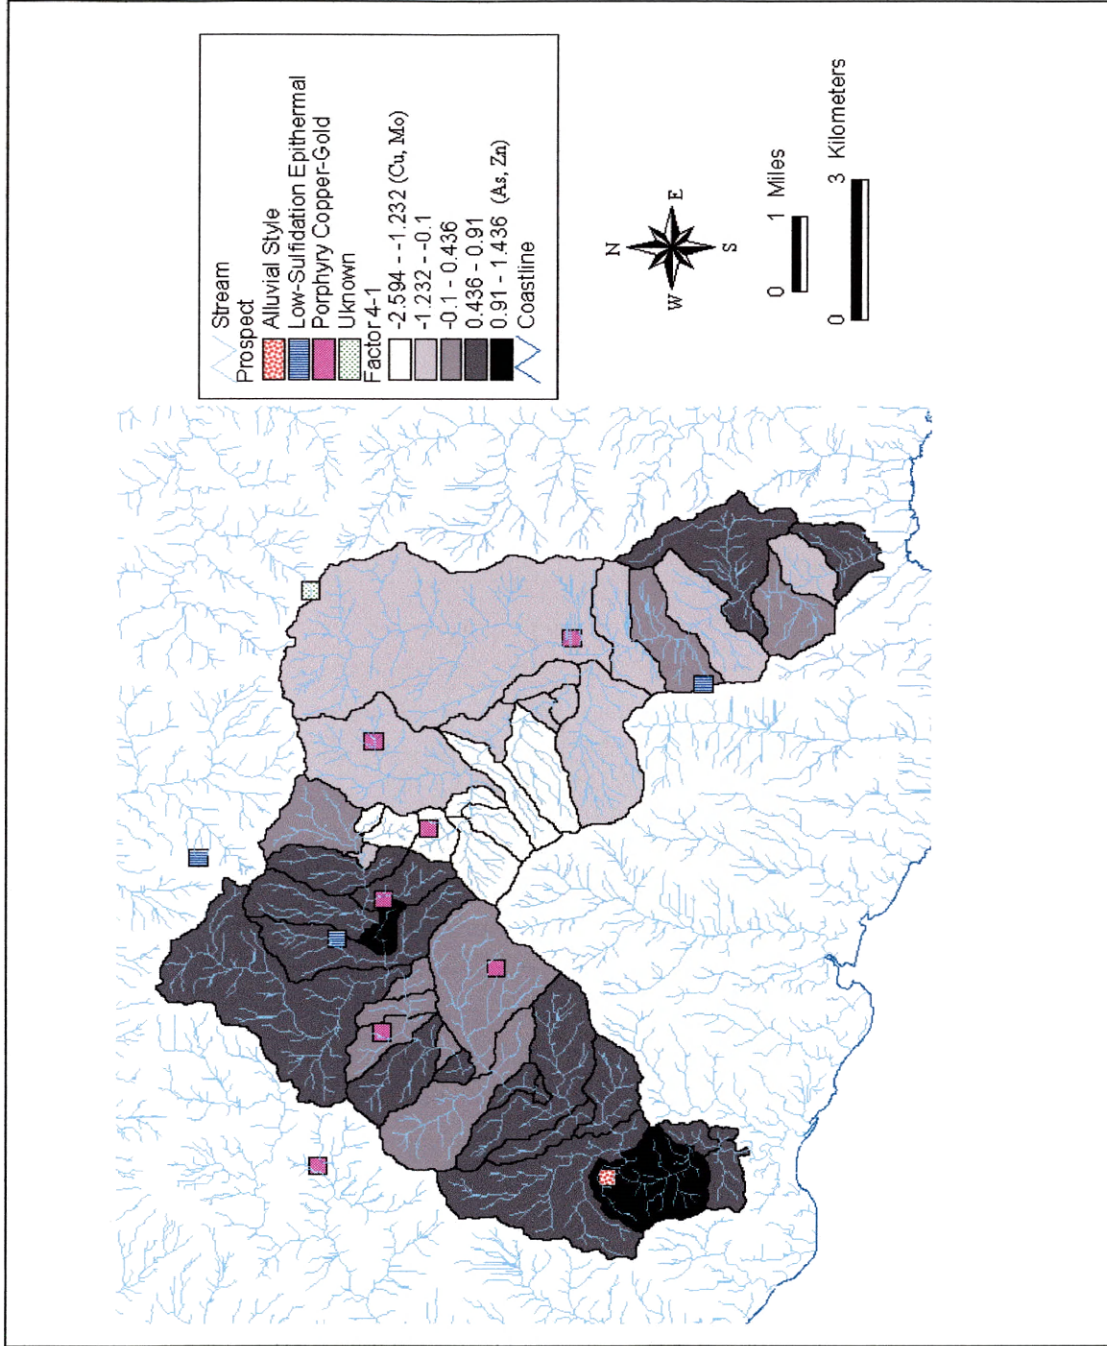 Stream
Prospect
Alluvial Style
Low-Sulfidation Epithermal
Porphyry Copper-Gold
Uknown
Factor 4-1
-2.594 - -1.232 (Cu, Mo)
-1.232 - -0.1
-0.1 - 0.436
0.436 - 0.91
0.91 - 1.436 (As, Zn)
Coastline
N
W E
S
0 1 Miles
0 3 Kilometers